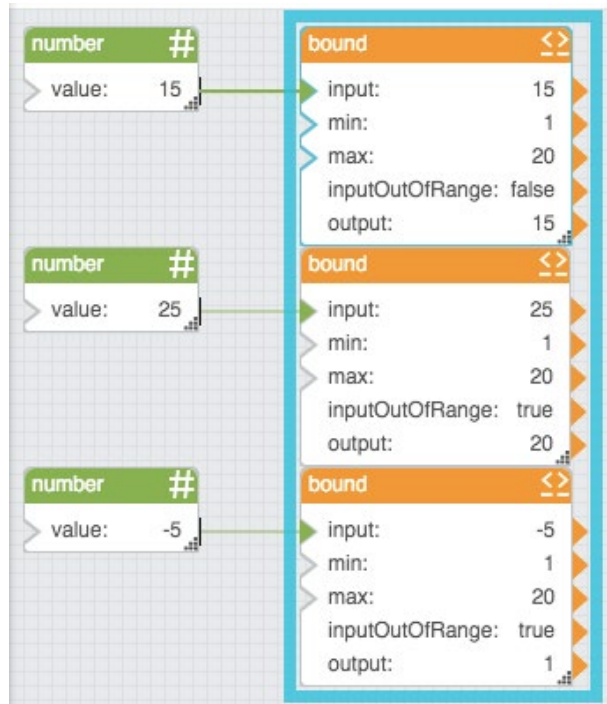 number #
value: 15
bound <>
input: 15
min: 1
max: 20
inputOutOfRange: false
output: 15
number #
value: 25
bound <>
input: 25
min: 1
max: 20
inputOutOfRange: true
output: 20
number #
value: -5
bound <>
input: -5
min: 1
max: 20
inputOutOfRange: true
output: 1